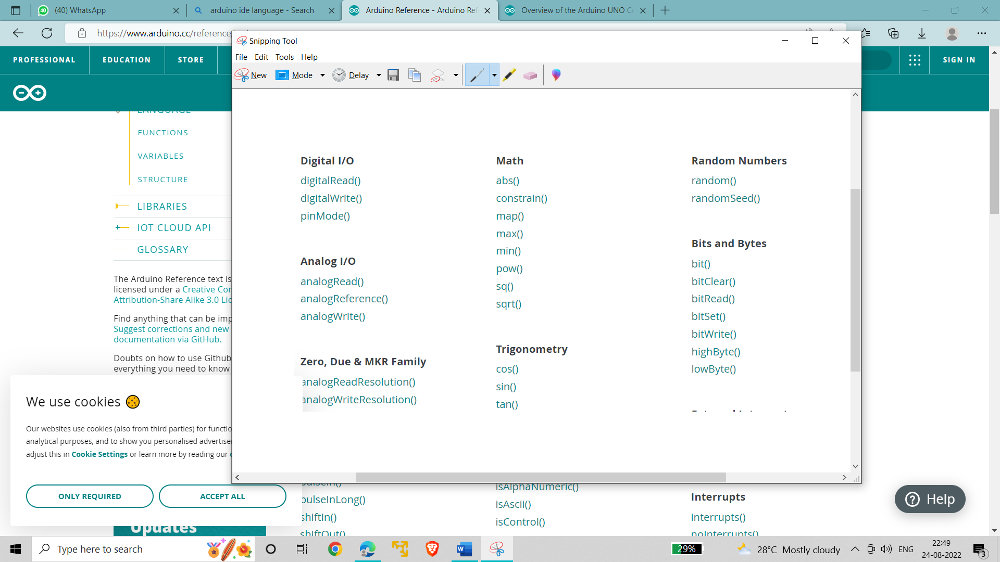 (40) WhatsApp
arduino ide language - Search
Arduino Reference - Arduino Ref
Overview of the Arduino UNO Co
https://www.arduino.cc/reference/
PROFESSIONAL
EDUCATION
STORE
SIGN IN
Snipping Tool
File Edit Tools Help
New Mode Delay
LANGUAGE
FUNCTIONS
VARIABLES
STRUCTURE
LIBRARIES
IOT CLOUD API
GLOSSARY
The Arduino Reference text is
licensed under a Creative Con
Attribution-Share Alike 3.0 Lic
Find anything that can be imp
Suggest corrections and new
documentation via GitHub.
Doubts on how to use Github
everything you need to know
We use cookies
Our websites use cookies (also from third parties) for functio
analytical purposes, and to show you personalised advertise
adjust this in Cookie Settings or learn more by reading our
ONLY REQUIRED
ACCEPT ALL
Updates
Digital I/O
digitalRead()
digitalWrite()
pinMode()
Analog I/O
analogRead()
analogReference()
analogWrite()
Zero, Due & MKR Family
analogReadResolution()
analogWriteResolution()
Math
abs()
constrain()
map()
max()
min()
pow()
sq()
sqrt()
Trigonometry
cos()
sin()
tan()
Random Numbers
random()
randomSeed()
Bits and Bytes
bit()
bitClear()
bitRead()
bitSet()
bitWrite()
highByte()
lowByte()
pulseIn()
pulseInLong()
shiftIn()
shiftOut()
isAlphaNumeric()
isAscii()
isControl()
Interrupts
interrupts()
noInterrupts()
Help
Type here to search
29%
28°C Mostly cloudy
ENG
22:49
24-08-2022
3